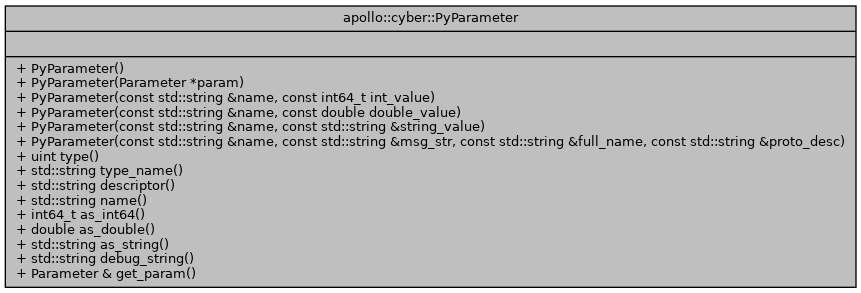 apollo::cyber::PyParameter
+ PyParameter()
+ PyParameter(Parameter *param)
+ PyParameter(const std::string &name, const int64_t int_value)
+ PyParameter(const std::string &name, const double double_value)
+ PyParameter(const std::string &name, const std::string &string_value)
+ PyParameter(const std::string &name, const std::string &msg_str, const std::string &full_name, const std::string &proto_desc)
+ uint type()
+ std::string type_name()
+ std::string descriptor()
+ std::string name()
+ int64_t as_int64()
+ double as_double()
+ std::string as_string()
+ std::string debug_string()
+ Parameter & get_param()